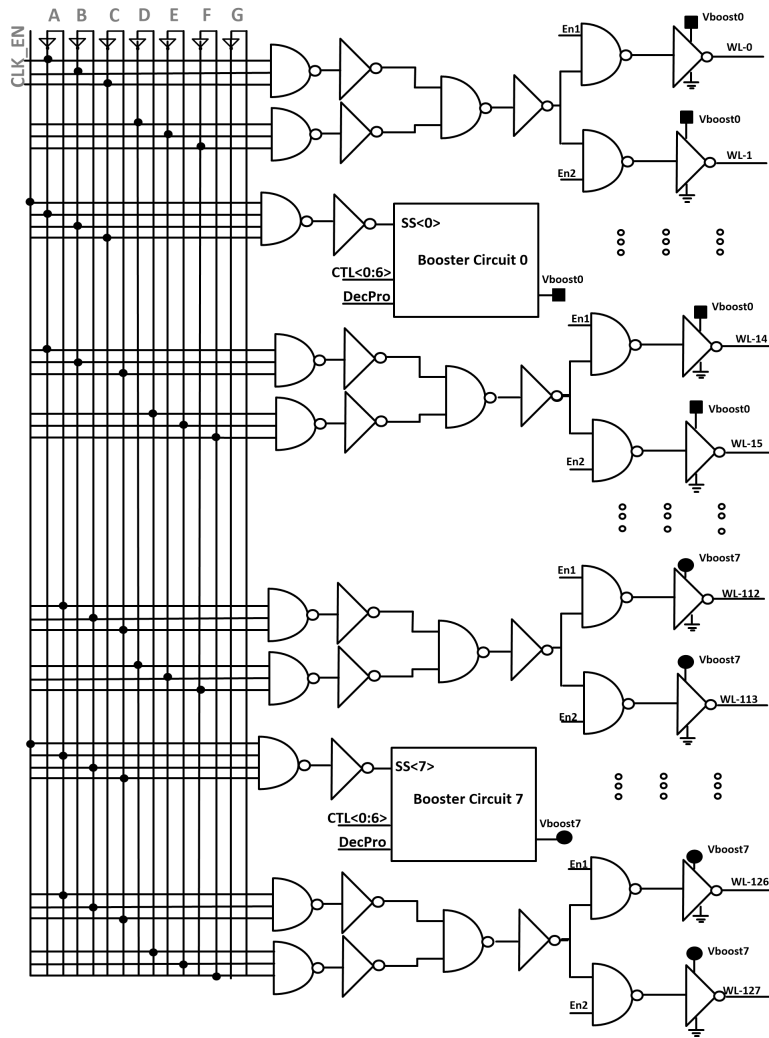 A B C D E F G
CLK_EN
En1
Vboost0
WL-0
Vboost0
WL-1
En2
SS<0>
Booster Circuit 0
CTL<0:6>
DecPro
Vboost0
En1
Vboost0
WL-14
Vboost0
WL-15
En2
En1
Vboost7
WL-112
Vboost7
WL-113
En2
SS<7>
Booster Circuit 7
CTL<0:6>
DecPro
Vboost7
En1
Vboost7
WL-126
Vboost7
WL-127
En2